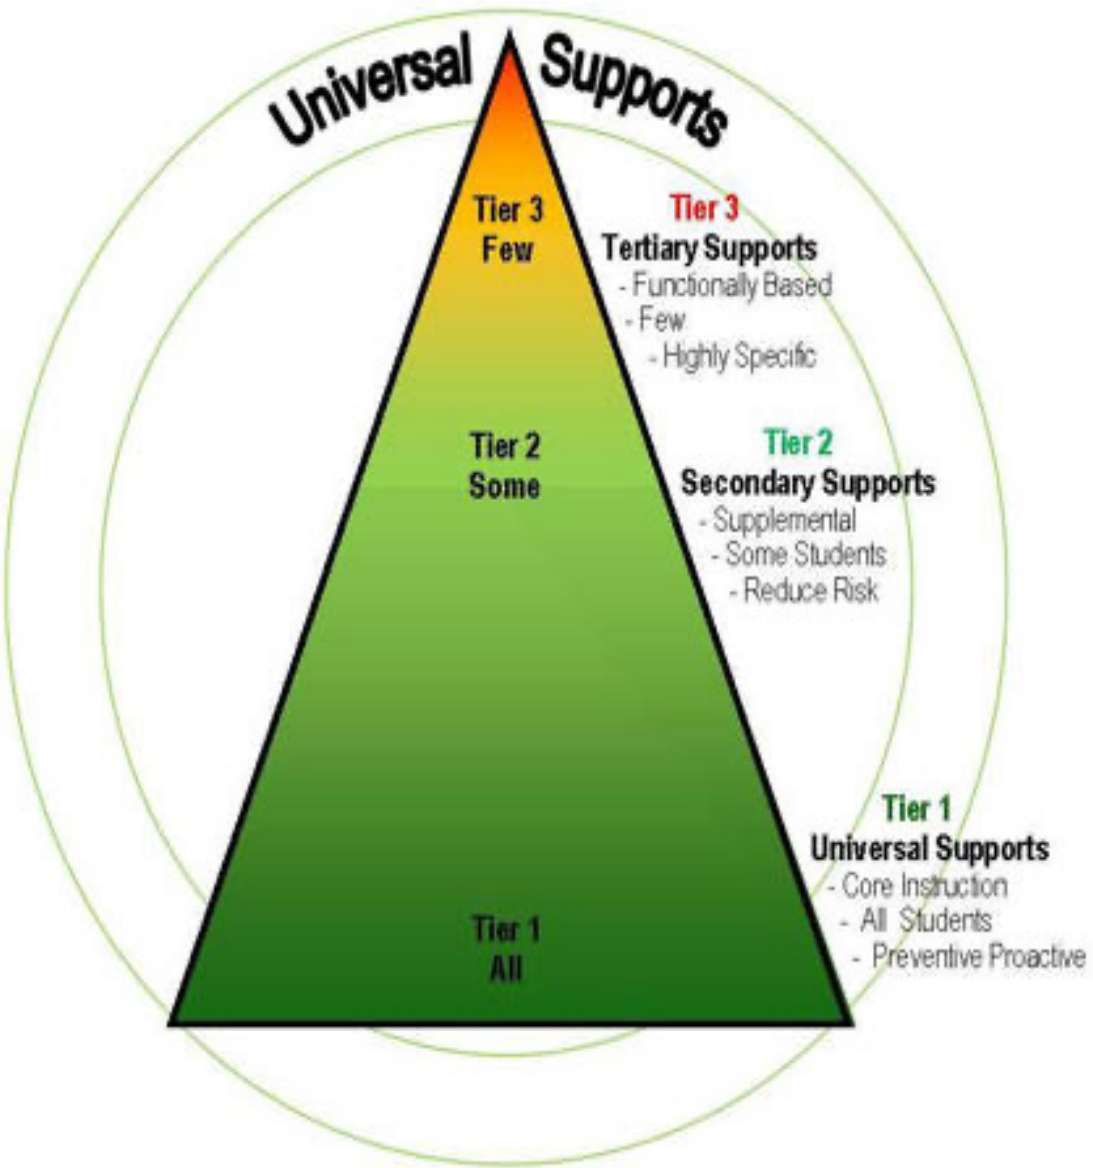 Universal Supports
Tier 3
Few
Tier 3
Tertiary Supports
- Functionally Based
- Few
- Highly Specific
Tier 2
Some
Tier 2
Secondary Supports
- Supplemental
- Some Students
- Reduce Risk
Tier 1
Universal Supports
- Core Instruction
- All Students
- Preventive Proactive
Tier 1
All